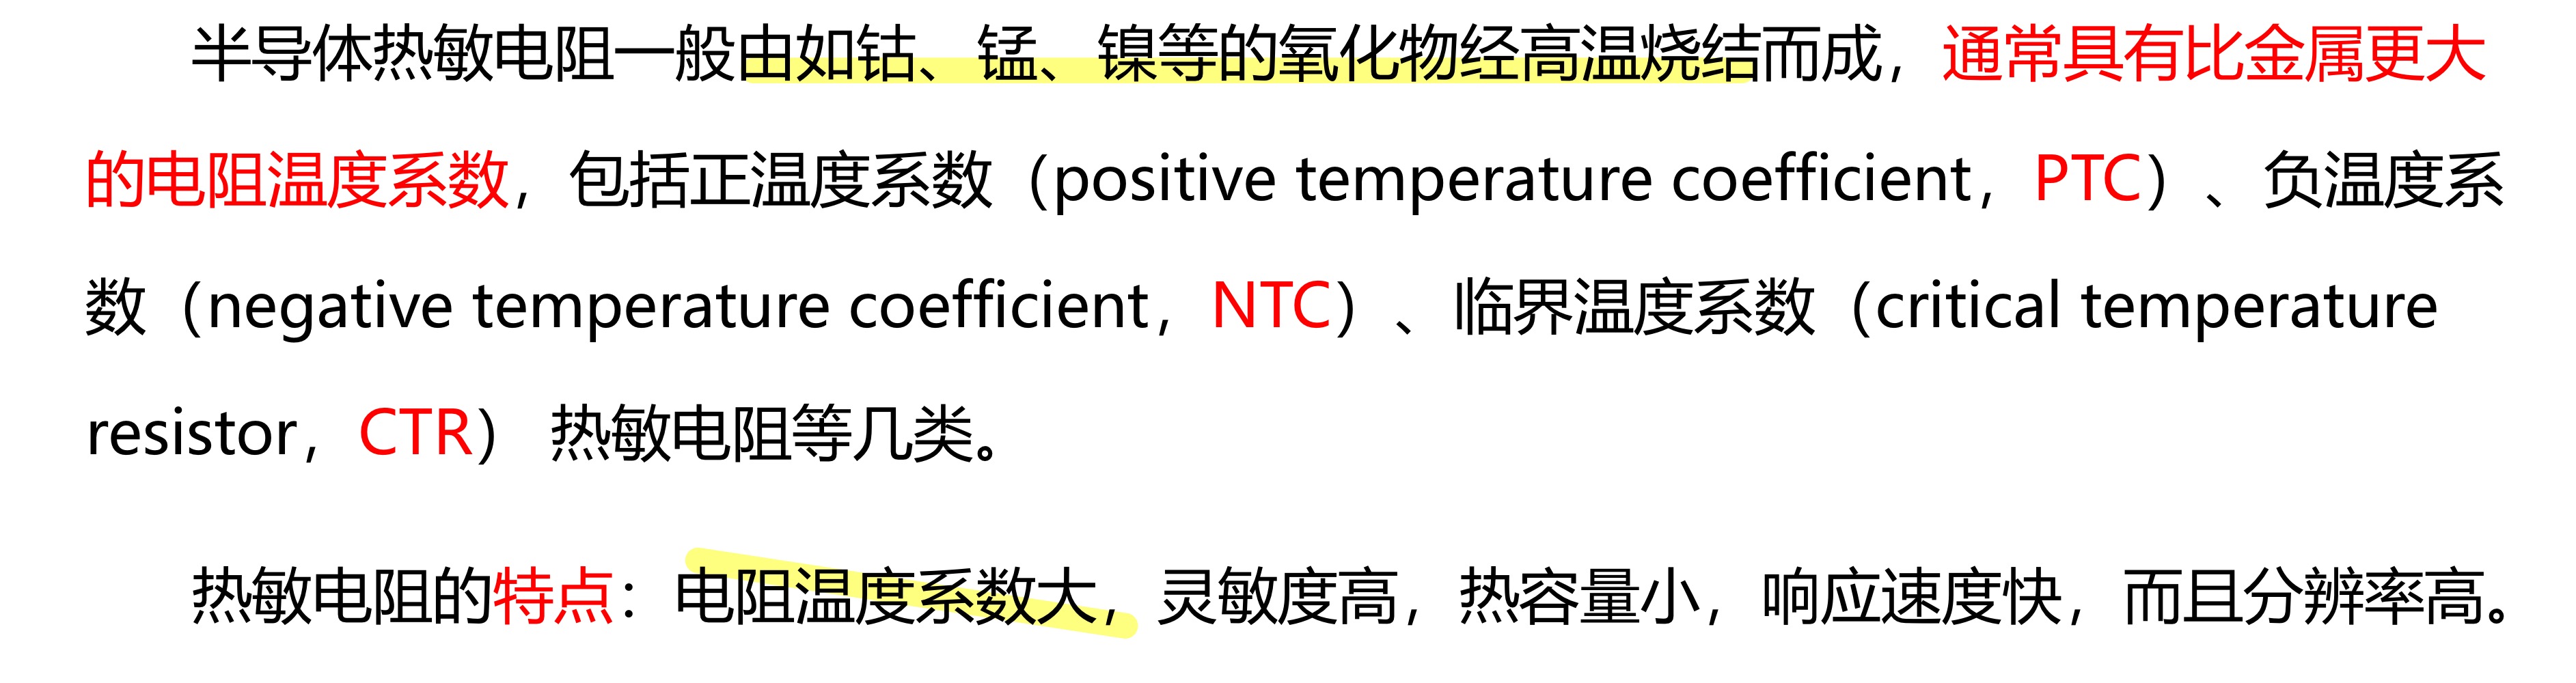 半导体热敏电阻一般由如钴、锰、镍等的氧化物经高温烧结而成，通常具有比金属更大
的电阻温度系数，包括正温度系数（positive temperature coefficient，PTC）、负温度系
数（negative temperature coefficient，NTC）、临界温度系数（critical temperature
resistor，CTR） 热敏电阻等几类。
热敏电阻的特点：电阻温度系数大，灵敏度高，热容量小，响应速度快，而且分辨率高。